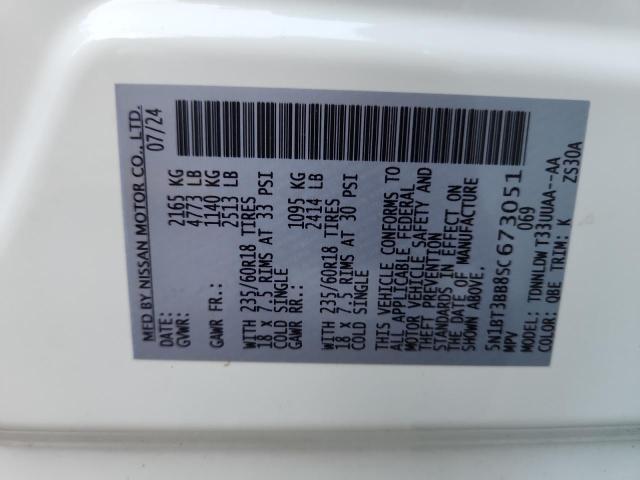 MFD BY NISSAN MOTOR CO., LTD.
07/24
GVWR: 2165 KG
4773 LB
GAWR FR.: 1140 KG
2513 LB
WITH 235/60R18 TIRES
18 x 7.5 RIMS AT 33 PSI
COLD SINGLE
GAWR RR.: 1095 KG
2414 LB
WITH 235/60R18 TIRES
18 x 7.5 RIMS AT 30 PSI
COLD SINGLE
THIS VEHICLE CONFORMS TO
ALL APPLICABLE FEDERAL
MOTOR VEHICLE SAFETY AND
THEFT PREVENTION
STANDARDS IN EFFECT ON
THE DATE OF MANUFACTURE
SHOWN ABOVE.
5N1BT3BB8SC673051
MPV 069
MODEL: TDNNLDWT33UUAA--AA
COLOR: QBE TRIM: K ZS30A